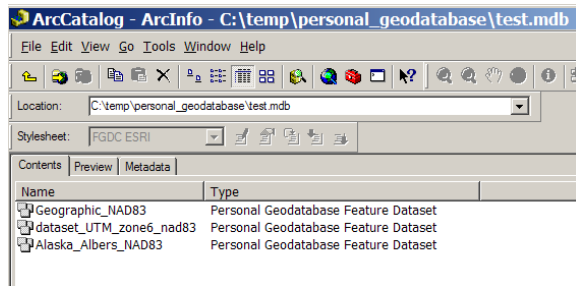 ArcCatalog - ArcInfo - C:\temp\personal_geodatabase\test.mdb
File Edit View Go Tools Window Help
Location: C:\temp\personal_geodatabase\test.mdb
Stylesheet: FGDC ESRI
Contents Preview Metadata
Name Type
Geographic_NAD83 Personal Geodatabase Feature Dataset
dataset_UTM_zone6_nad83 Personal Geodatabase Feature Dataset
Alaska_Albers_NAD83 Personal Geodatabase Feature Dataset